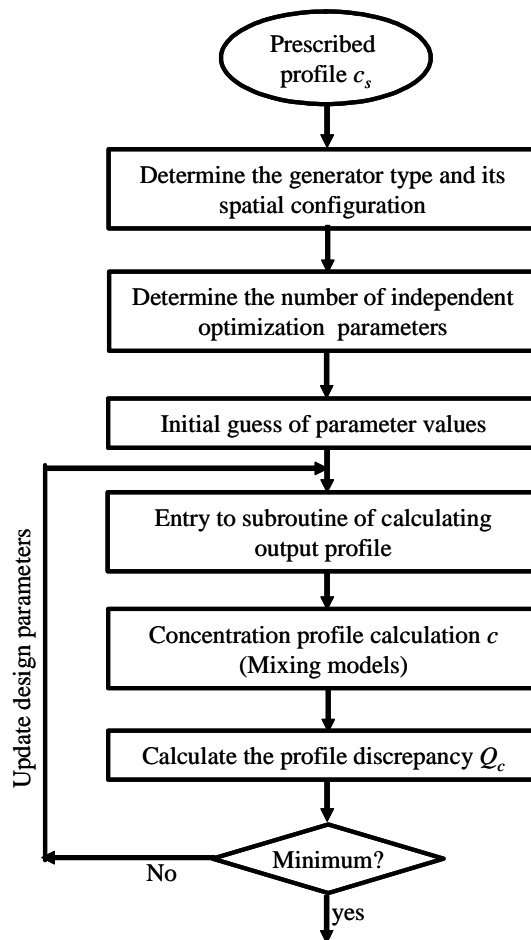 Prescribed
profile c_s
Determine the generator type and its
spatial configuration
Determine the number of independent
optimization parameters
Initial guess of parameter values
Entry to subroutine of calculating
output profile
Concentration profile calculation c
(Mixing models)
Calculate the profile discrepancy Q_c
Minimum?
No
yes
Update design parameters